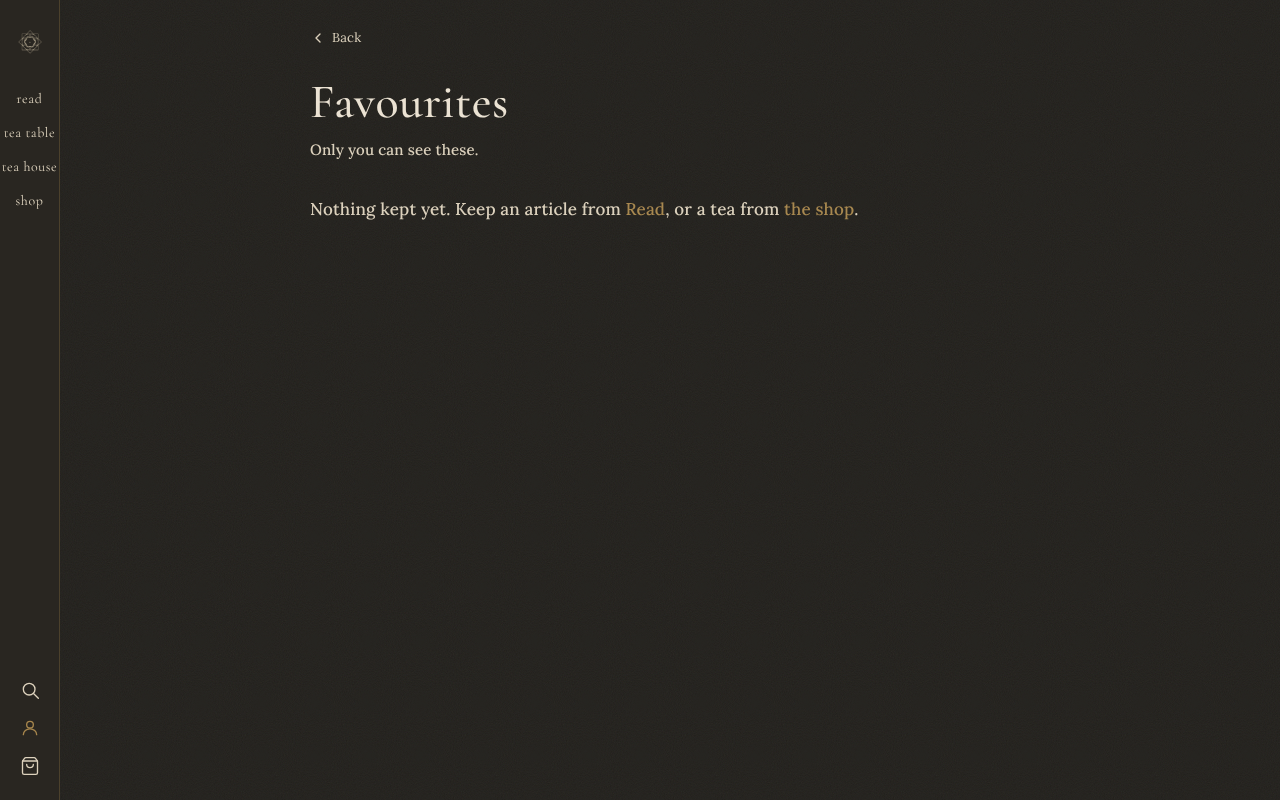 read
tea table
tea house
shop
Back
Favourites
Only you can see these.
Nothing kept yet. Keep an article from Read, or a tea from the shop.